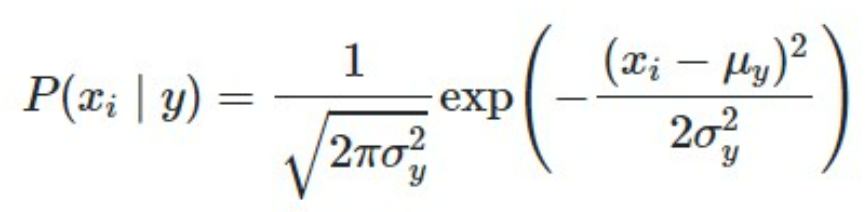 P(x_i | y) = \frac{1}{\sqrt{2\pi\sigma_y^2}} \exp\left(-\frac{(x_i - \mu_y)^2}{2\sigma_y^2}\right)